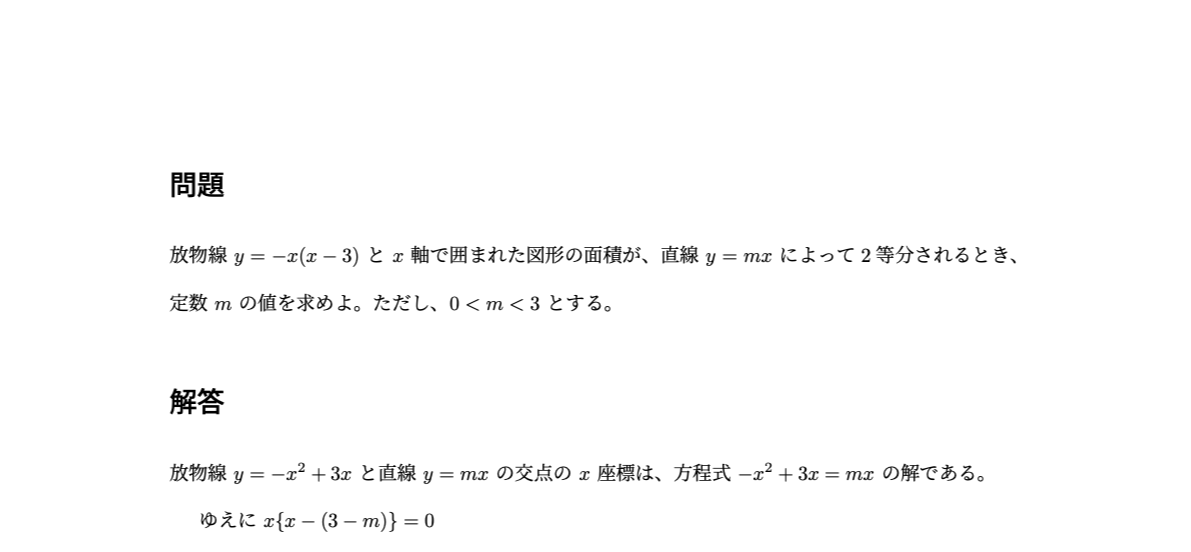 問題
放物線 y = −x(x − 3) と x 軸で囲まれた図形の面積が、直線 y = mx によって 2 等分されるとき、
定数 m の値を求めよ。ただし、0 < m < 3 とする。
解答
放物線 y = −x² + 3x と直線 y = mx の交点の x 座標は、方程式 −x² + 3x = mx の解である。
ゆえに x{x − (3 − m)} = 0